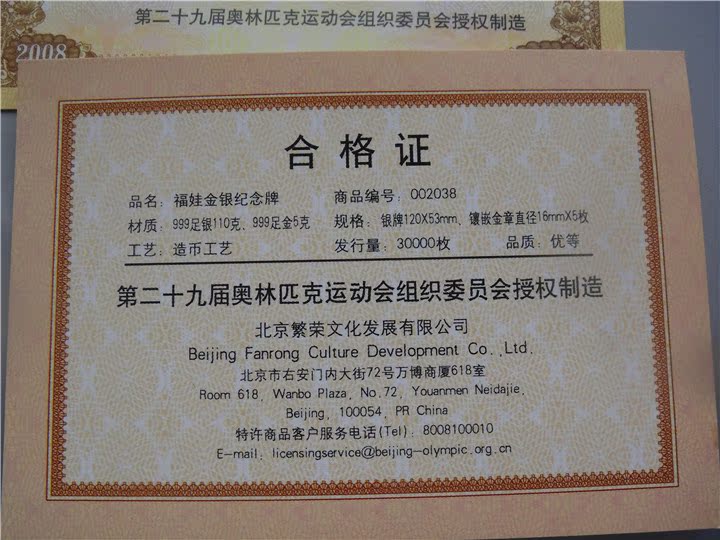 第二十九届奥林匹克运动会组织委员会授权制造
2008
合格证
品名：福娃金银纪念牌 商品编号：002038
材质：999足银110克、999足金5克 规格：银牌120X53mm、镶嵌金章直径16mmX5枚
工艺：造币工艺 发行量：30000枚 品质：优等
第二十九届奥林匹克运动会组织委员会授权制造
北京繁荣文化发展有限公司
Beijing Fanrong Culture Development Co.,Ltd.
北京市右安门内大街72号万博商厦618室
Room 618, Wanbo Plaza, No.72, Youanmen Neidajie,
Beijing, 100054, PR China
特许商品客户服务电话(Tel): 8008100010
E-mail: licensingservice@beijing-olympic.org.cn